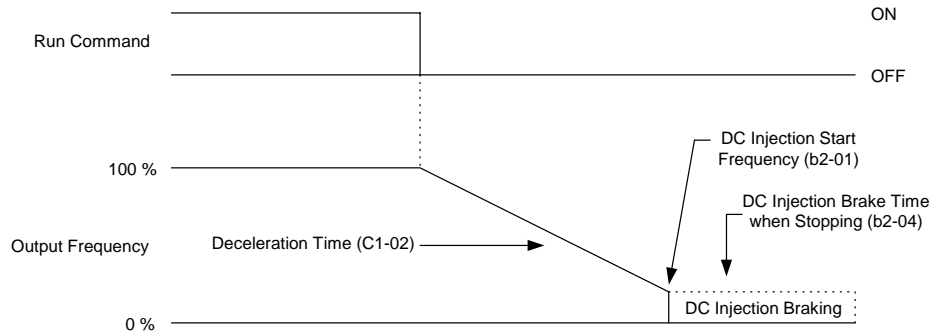 ON
Run Command
OFF
DC Injection Start
Frequency (b2-01)
100 %
DC Injection Brake Time
when Stopping (b2-04)
Output Frequency
Deceleration Time (C1-02)
DC Injection Braking
0 %